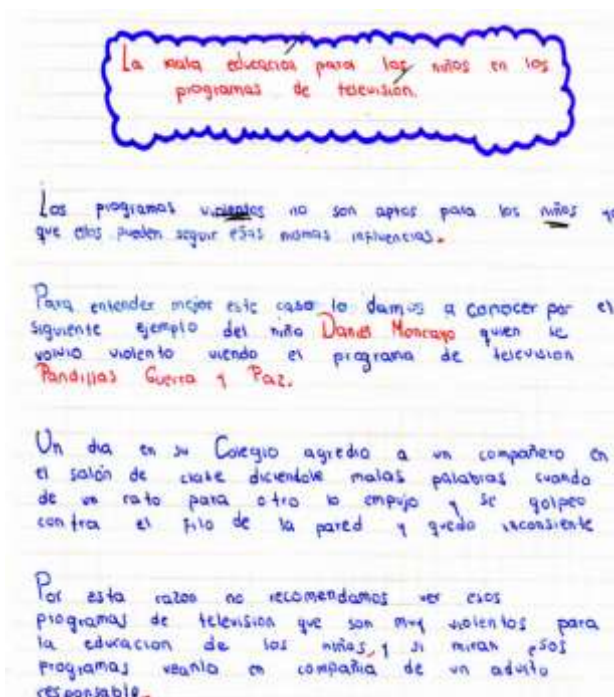 La mala educacion para los niños en los
programas de televisión.
Los programas violentos no son aptos para los niños ya
que ellos pueden seguir esas mismas influencias.
Para entender mejor este caso lo damos a conocer por el
siguiente ejemplo del niño Daniel Moncayo quien se
volvio violento viendo el programa de television
Pandillas Guerra y Paz.
Un dia en su Colegio agredio a un compañero en
el salón de clase diciendole malas palabras cuando
de un rato para otro lo empujo y se golpeo
contra el filo de la pared y quedo inconsiente
Por esta razon no recomendamos ver esos
programas de television que son muy violentos para
la educacion de los niños, y si miran esos
programas veanlo en compañia de un adulto
responsable.